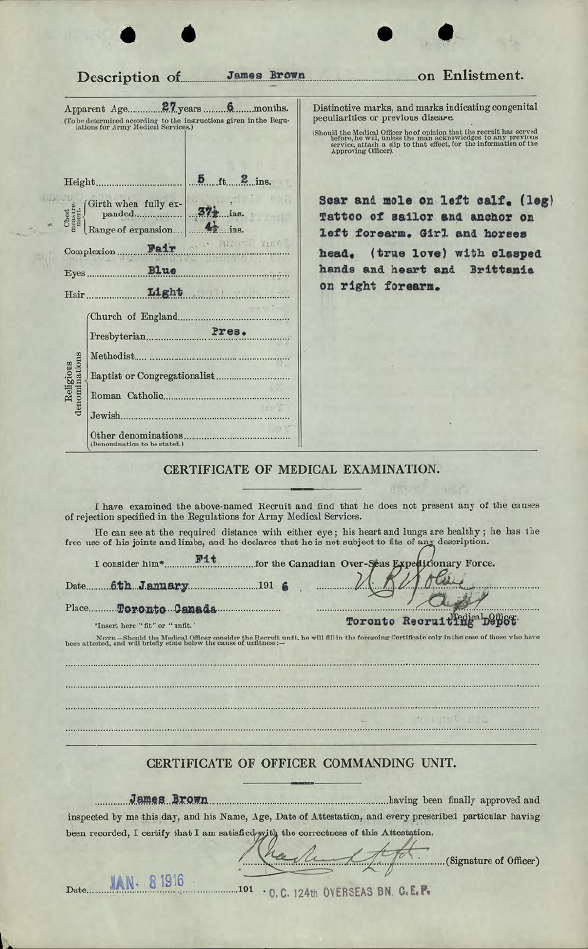 Description of James Brown on Enlistment.
Apparent Age 27 years 6 months.
(To be determined according to the instructions given in the Regu-
lations for Army Medical Services.)
Height 5 ft. 2 ins.
Chest measurement.
Girth when fully ex-
panded 37½ ins.
Range of expansion 4½ ins.
Complexion Fair
Eyes Blue
Hair Light
Religious denominations
Church of England
Presbyterian Pres.
Methodist
Baptist or Congregationalist
Roman Catholic
Jewish
Other denominations
(Denomination to be stated.)
Distinctive marks, and marks indicating congenital
peculiarities or previous disease.
(Should the Medical Officer be of opinion that the recruit has served
before, he will, unless the man acknowledges to any previous
service, attach a slip to that effect, for the information of the
Approving Officer).
Scar and mole on left calf. (leg)
Tattoo of sailor and anchor on
left forearm. Girl and horses
head. (true love) with clasped
hands and heart and Brittania
on right forearm.
CERTIFICATE OF MEDICAL EXAMINATION.
I have examined the above-named Recruit and find that he does not present any of the causes
of rejection specified in the Regulations for Army Medical Services.
He can see at the required distance with either eye; his heart and lungs are healthy; he has the
free use of his joints and limbs, and he declares that he is not subject to fits of any description.
I consider him* Fit for the Canadian Over-Seas Expeditionary Force.
Date 6th January 191 6
Place Toronto Canada
Medical Officer.
Toronto Recruiting Depot
*Insert here "fit" or "unfit."
NOTE.—Should the Medical Officer consider the Recruit unfit, he will fill in the foregoing Certificate only in the case of those who have
been attested, and will briefly state below the cause of unfitness:—
CERTIFICATE OF OFFICER COMMANDING UNIT.
James Brown having been finally approved and
inspected by me this day, and his Name, Age, Date of Attestation, and every prescribed particular having
been recorded, I certify that I am satisfied with the correctness of this Attestation.
(Signature of Officer)
Date JAN. 8 1916 191
O.C. 124th OVERSEAS BN. C.E.F.